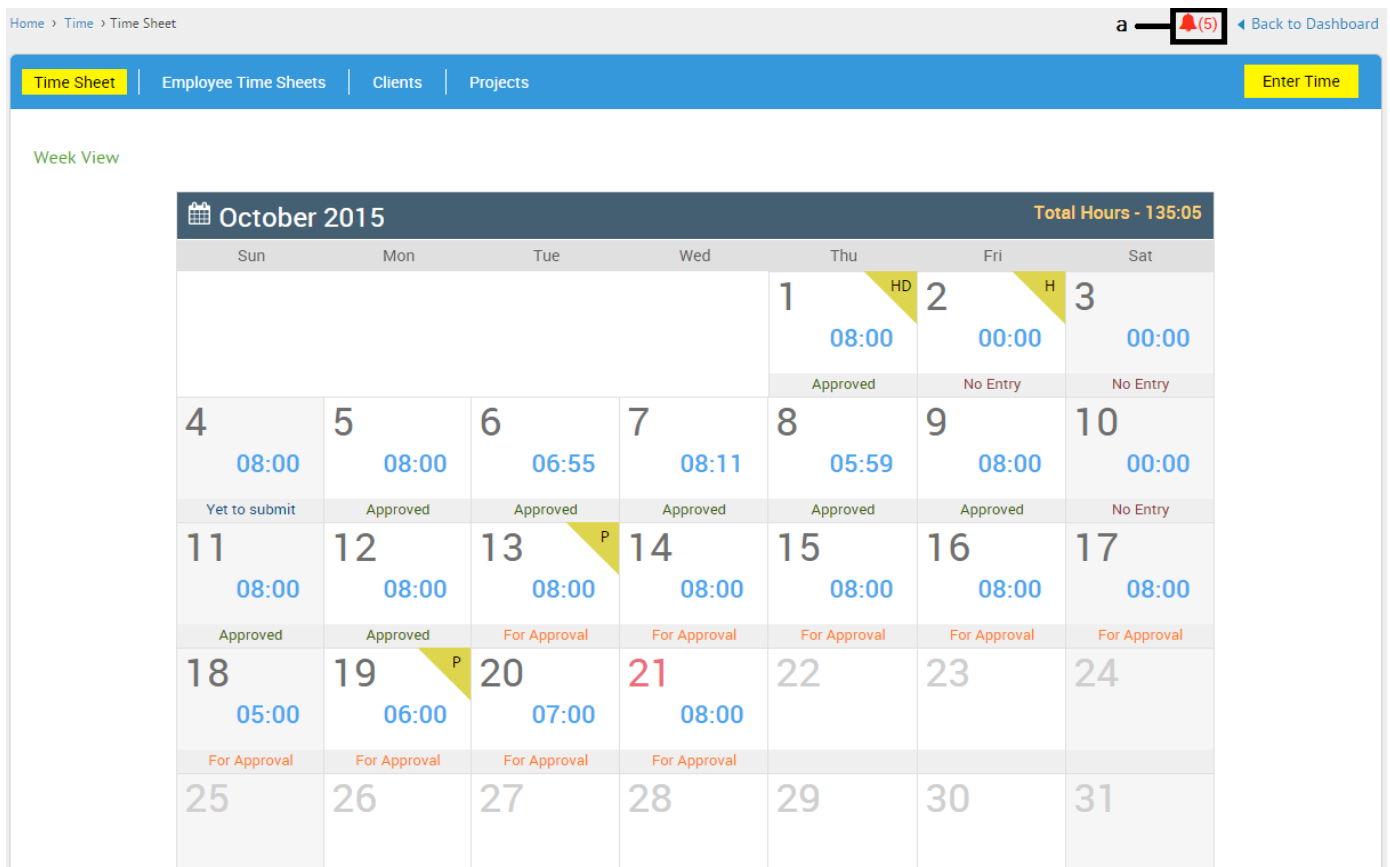 Home > Time > Time Sheet a (5) Back to Dashboard
Time Sheet Employee Time Sheets Clients Projects Enter Time
Week View
October 2015 Total Hours - 135:05
Sun Mon Tue Wed Thu Fri Sat
1 HD 2 H 3
08:00 00:00 00:00
Approved No Entry No Entry
4 5 6 7 8 9 10
08:00 08:00 06:55 08:11 05:59 08:00 00:00
Yet to submit Approved Approved Approved Approved Approved No Entry
11 12 13 P 14 15 16 17
08:00 08:00 08:00 08:00 08:00 08:00 08:00
Approved Approved For Approval For Approval For Approval For Approval For Approval
18 19 P 20 21 22 23 24
05:00 06:00 07:00 08:00
For Approval For Approval For Approval For Approval
25 26 27 28 29 30 31